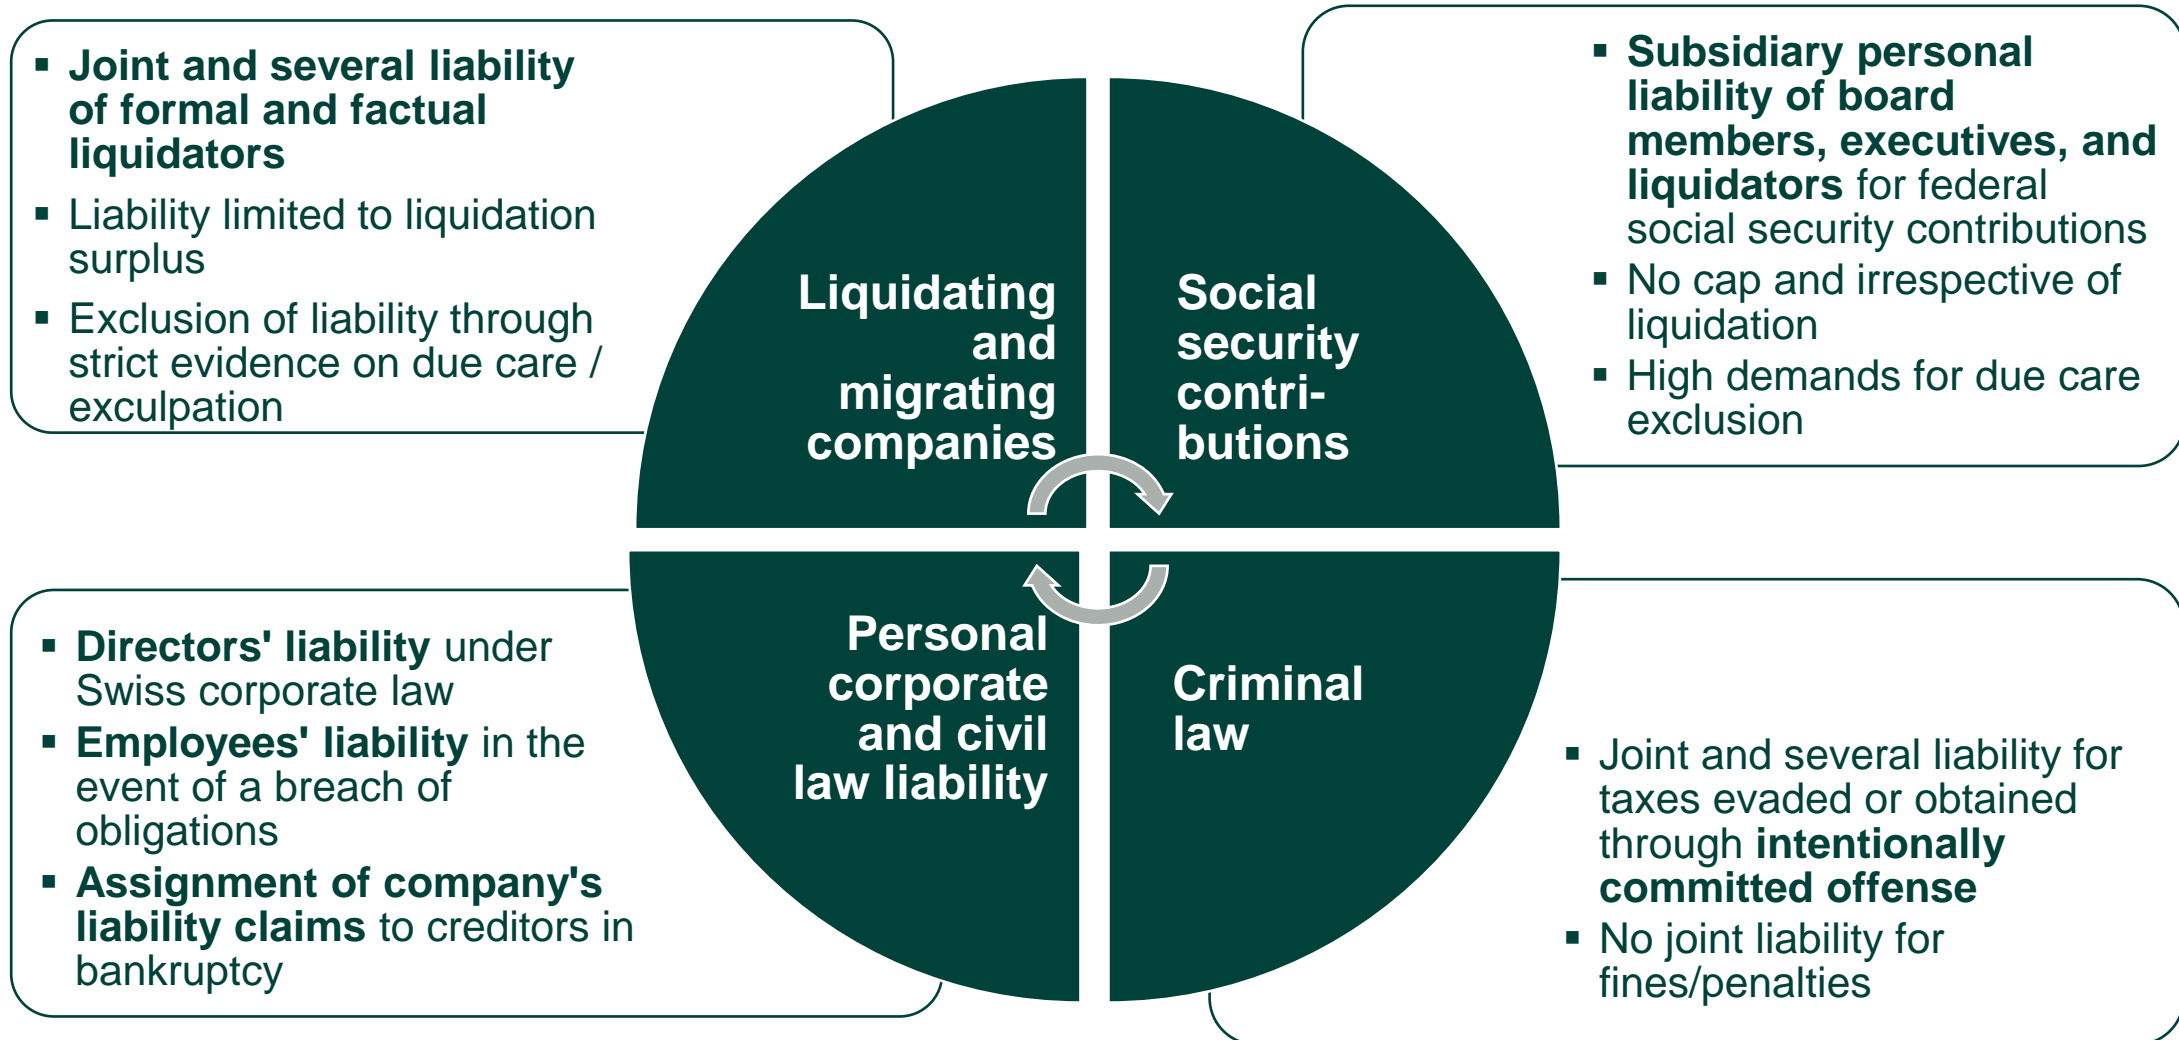 ▪ Joint and several liability
of formal and factual
liquidators
▪ Liability limited to liquidation
surplus
▪ Exclusion of liability through
strict evidence on due care /
exculpation
Liquidating
and
migrating
companies
Social
security
contri-
butions
▪ Subsidiary personal
liability of board
members, executives, and
liquidators for federal
social security contributions
▪ No cap and irrespective of
liquidation
▪ High demands for due care
exclusion
▪ Directors' liability under
Swiss corporate law
▪ Employees' liability in the
event of a breach of
obligations
▪ Assignment of company's
liability claims to creditors in
bankruptcy
Personal
corporate
and civil
law liability
Criminal
law
▪ Joint and several liability for
taxes evaded or obtained
through intentionally
committed offense
▪ No joint liability for
fines/penalties